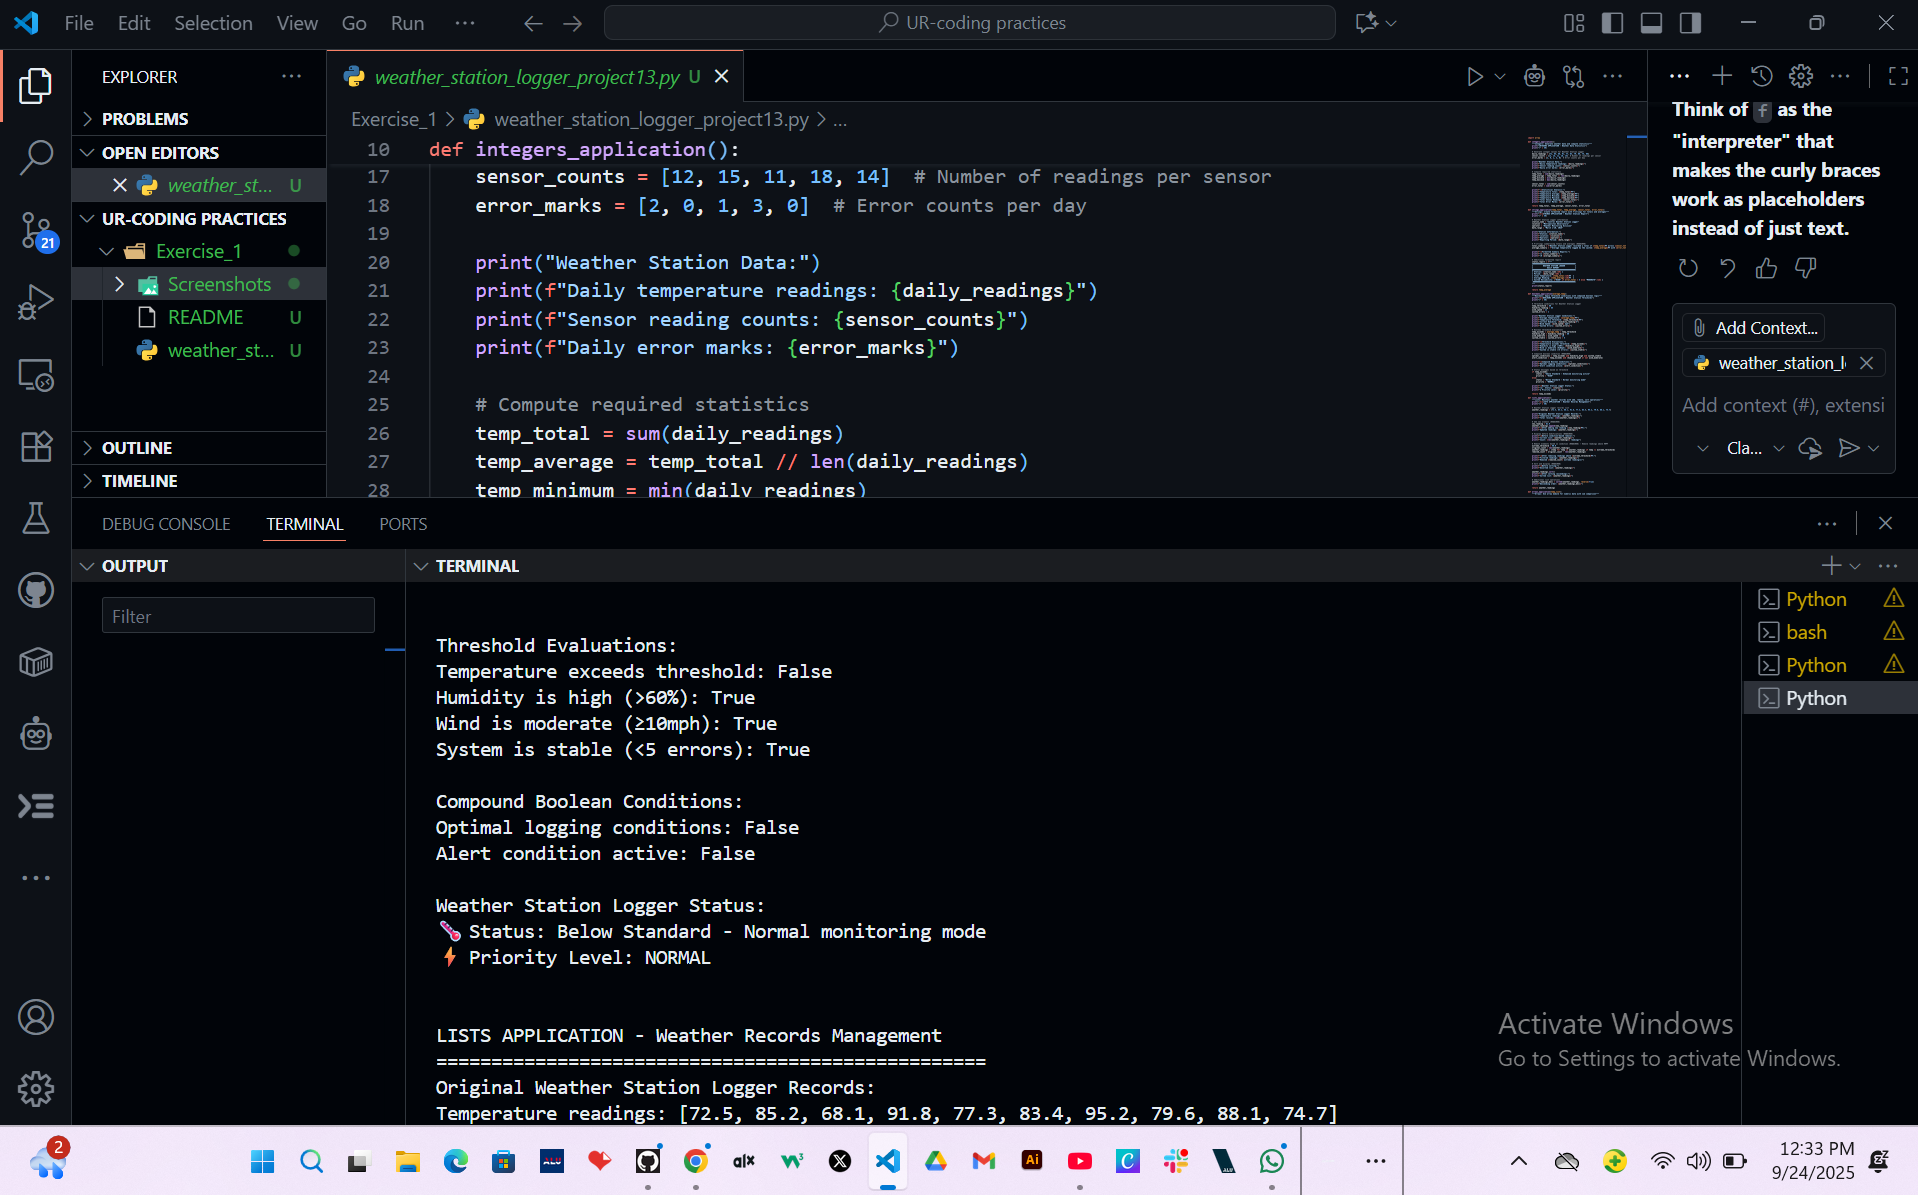 File Edit Selection View Go Run ···
UR-coding practices
EXPLORER
PROBLEMS
OPEN EDITORS
weather_st... U
UR-CODING PRACTICES
Exercise_1
Screenshots
README U
weather_st... U
OUTLINE
TIMELINE
21
weather_station_logger_project13.py U
Exercise_1 > weather_station_logger_project13.py > ...
10 def integers_application():
17 sensor_counts = [12, 15, 11, 18, 14] # Number of readings per sensor
18 error_marks = [2, 0, 1, 3, 0] # Error counts per day
19
20 print("Weather Station Data:")
21 print(f"Daily temperature readings: {daily_readings}")
22 print(f"Sensor reading counts: {sensor_counts}")
23 print(f"Daily error marks: {error_marks}")
24
25 # Compute required statistics
26 temp_total = sum(daily_readings)
27 temp_average = temp_total // len(daily_readings)
28 temp_minimum = min(daily_readings)
Think of f as the
"interpreter" that
makes the curly braces
work as placeholders
instead of just text.
Add Context...
weather_station_l
Add context (#), extensi
Cla...
DEBUG CONSOLE TERMINAL PORTS
OUTPUT
Filter
TERMINAL
Threshold Evaluations:
Temperature exceeds threshold: False
Humidity is high (>60%): True
Wind is moderate (≥10mph): True
System is stable (<5 errors): True
Compound Boolean Conditions:
Optimal logging conditions: False
Alert condition active: False
Weather Station Logger Status:
🌡 Status: Below Standard - Normal monitoring mode
⚡ Priority Level: NORMAL
LISTS APPLICATION - Weather Records Management
==================================================
Original Weather Station Logger Records:
Temperature readings: [72.5, 85.2, 68.1, 91.8, 77.3, 83.4, 95.2, 79.6, 88.1, 74.7]
Python
bash
Python
Python
Activate Windows
Go to Settings to activate Windows.
2
ALU
alx
Ai
12:33 PM
9/24/2025